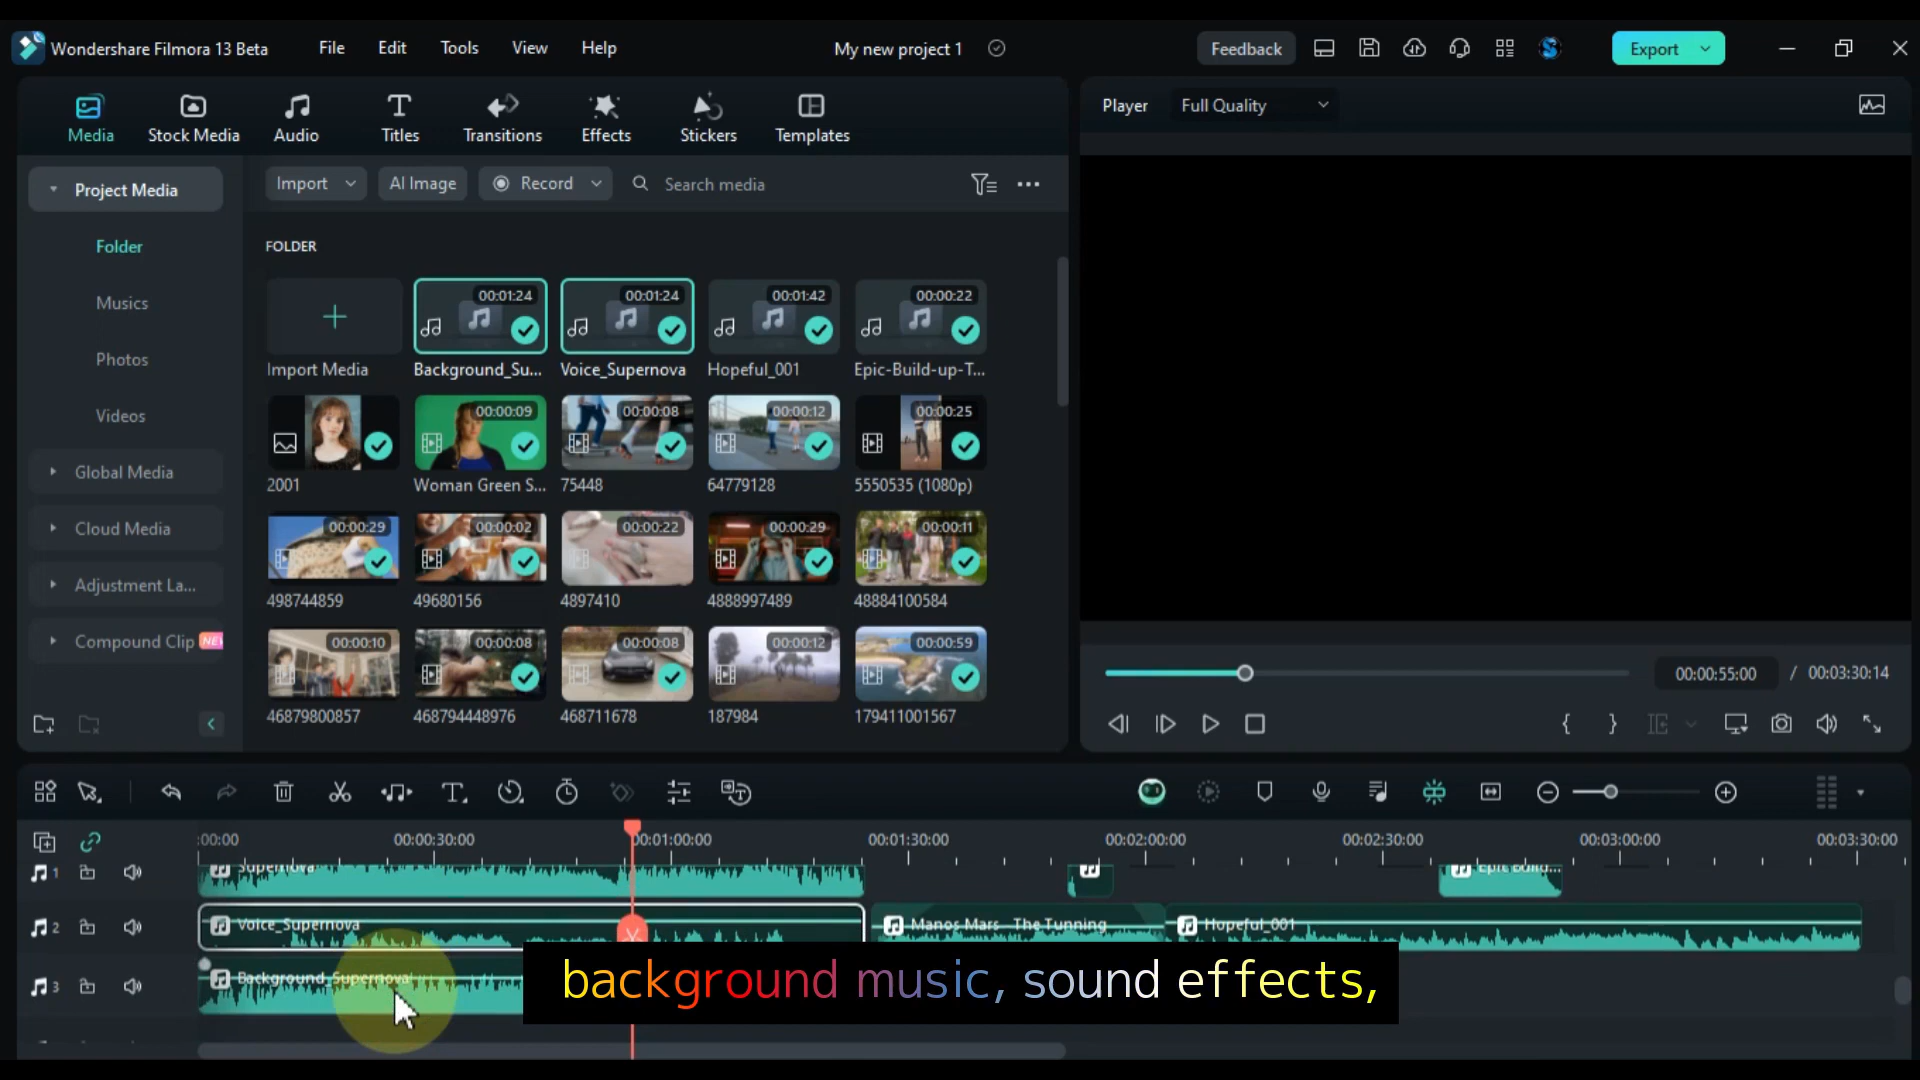 Wondershare Filmora 13 Beta File Edit Tools View Help My new project 1 Feedback Export
Media Stock Media Audio Titles Transitions Effects Stickers Templates
Player Full Quality
Project Media
Import AI Image Record Search media
Folder
Musics
Photos
Videos
Global Media
Cloud Media
Adjustment La...
Compound Clip NEW
FOLDER
00:01:24 00:01:24 00:01:42 00:00:22
Import Media Background_Su... Voice_Supernova Hopeful_001 Epic-Build-up-T...
00:00:09 00:00:08 00:00:12 00:00:25
2001 Woman Green S... 75448 64779128 5550535 (1080p)
00:00:29 00:00:02 00:00:22 00:00:29 00:00:11
498744859 49680156 4897410 4888997489 48884100584
00:00:10 00:00:08 00:00:08 00:00:12 00:00:59
46879800857 468794448976 468711678 187984 179411001567
00:00:55:00 / 00:03:30:14
:00:00 00:00:30:00 00:01:00:00 00:01:30:00 00:02:00:00 00:02:30:00 00:03:00:00 00:03:30:00
1 Supernova Epic Build...
2 Voice_Supernova Manos Mars - The Tunning Hopeful_001
3 Background_Supernova
background music, sound effects,